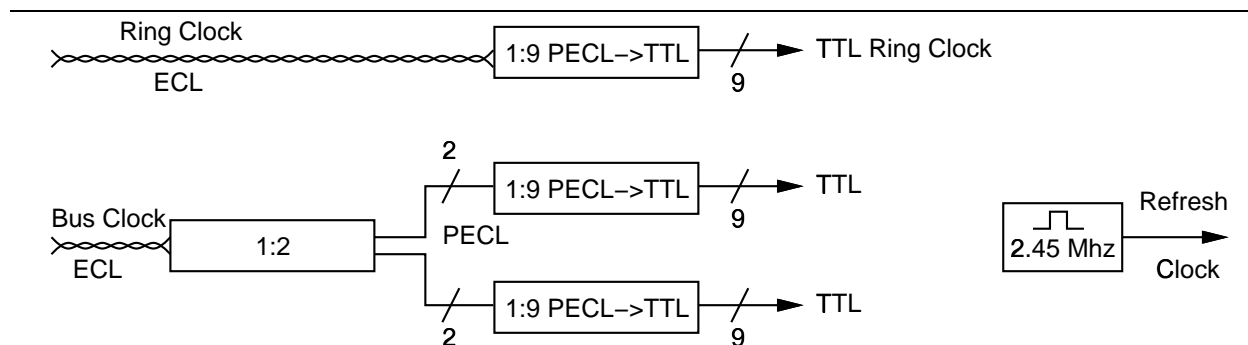 Ring Clock
ECL
1:9 PECL−>TTL
9
TTL Ring Clock
Bus Clock
ECL
1:2
2
PECL
1:9 PECL−>TTL
9
TTL
2
1:9 PECL−>TTL
9
TTL
2.45 Mhz
Refresh
Clock